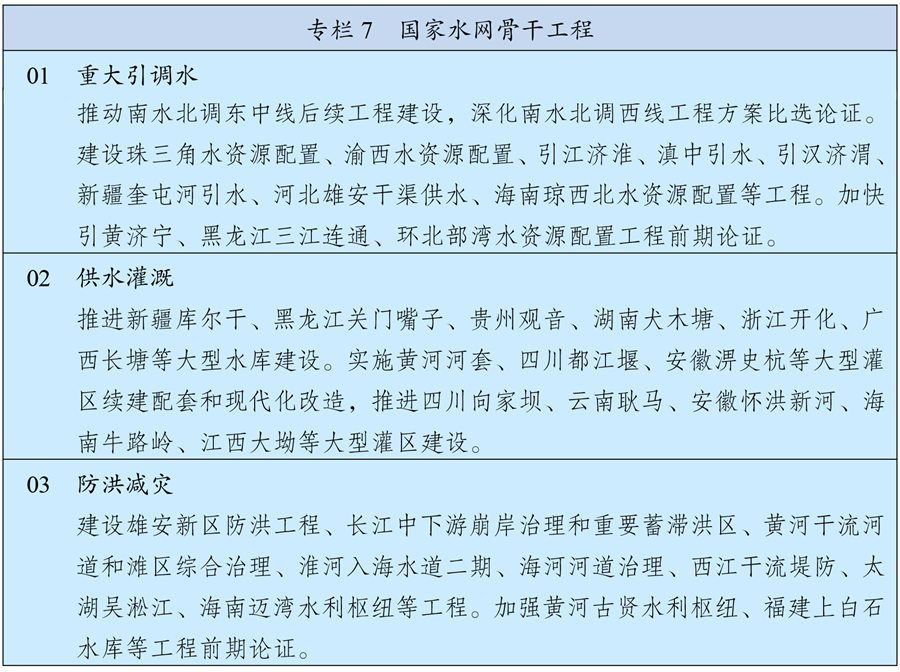 专栏 7 国家水网骨干工程
01 重大引调水
推动南水北调东中线后续工程建设，深化南水北调西线工程方案比选论证。
建设珠三角水资源配置、渝西水资源配置、引江济淮、滇中引水、引汉济渭、
新疆奎屯河引水、河北雄安干渠供水、海南琼西北水资源配置等工程。加快
引黄济宁、黑龙江三江连通、环北部湾水资源配置工程前期论证。
02 供水灌溉
推进新疆库尔干、黑龙江关门嘴子、贵州观音、湖南犬木塘、浙江开化、广
西长塘等大型水库建设。实施黄河河套、四川都江堰、安徽淠史杭等大型灌
区续建配套和现代化改造，推进四川向家坝、云南耿马、安徽怀洪新河、海
南牛路岭、江西大坳等大型灌区建设。
03 防洪减灾
建设雄安新区防洪工程、长江中下游崩岸治理和重要蓄滞洪区、黄河干流河
道和滩区综合治理、淮河入海水道二期、海河河道治理、西江干流堤防、太
湖吴淞江、海南迈湾水利枢纽等工程。加强黄河古贤水利枢纽、福建上白石
水库等工程前期论证。